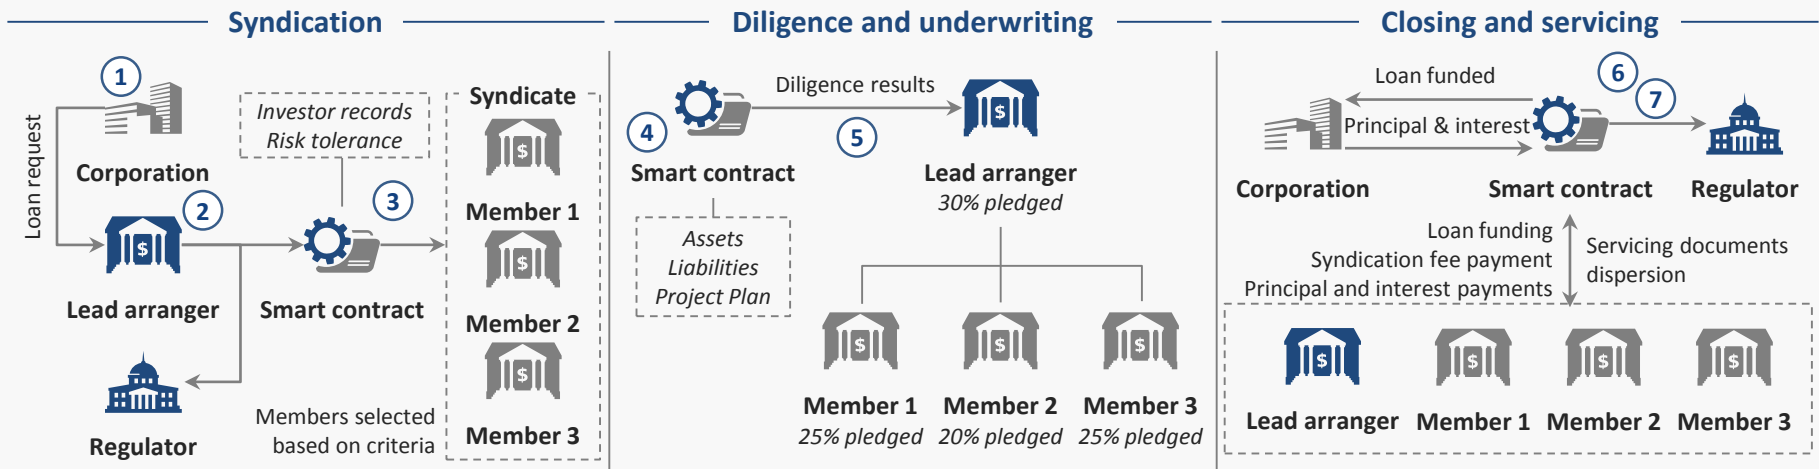 Syndication
1
Loan request
Corporation
2
Lead arranger
$
Regulator
Investor records
Risk tolerance
3
Smart contract
Members selected
based on criteria
Syndicate
$
Member 1
$
Member 2
$
Member 3
Diligence and underwriting
4
Smart contract
Assets
Liabilities
Project Plan
Diligence results
5
$
Lead arranger
30% pledged
$
$
$
Member 1
Member 2
Member 3
25% pledged
20% pledged
25% pledged
Closing and servicing
Loan funded
6
7
Principal & interest
Corporation
Smart contract
Regulator
Loan funding
Syndication fee payment
Principal and interest payments
Servicing documents
dispersion
$
$
$
$
Lead arranger
Member 1
Member 2
Member 3